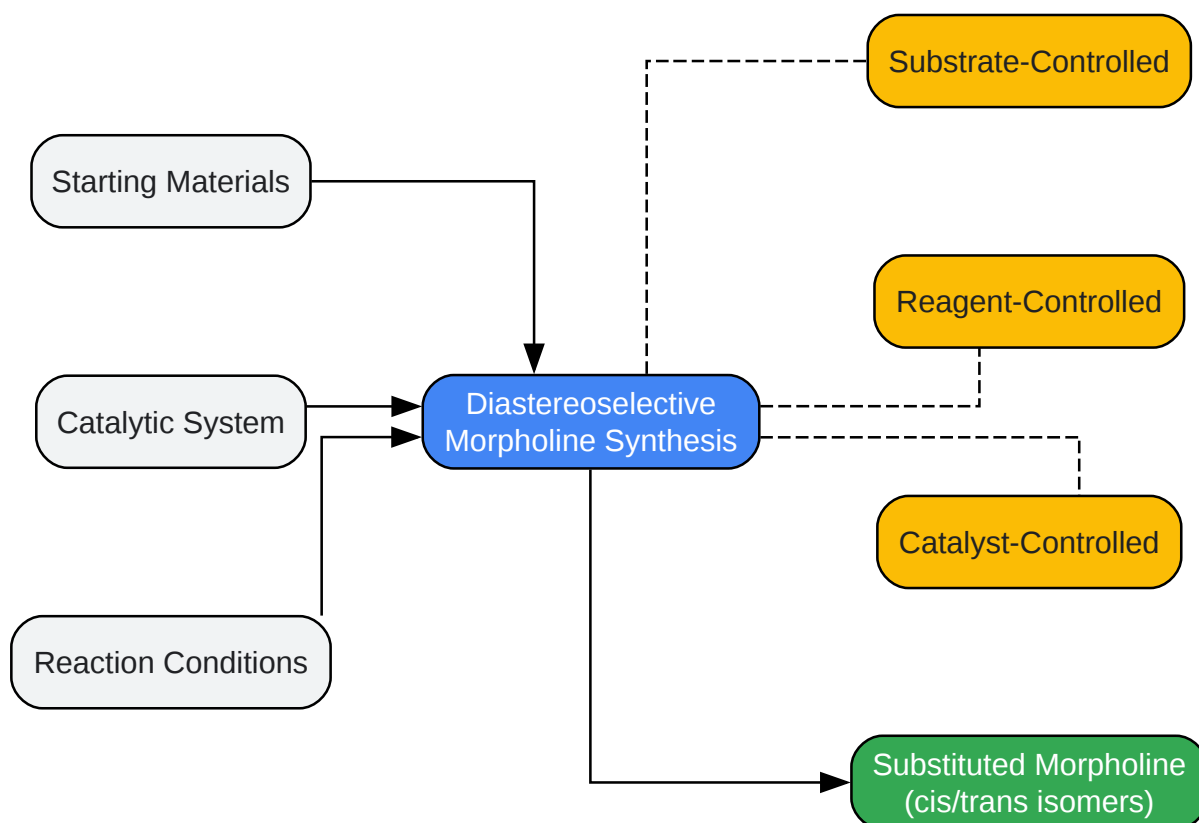 Substrate-Controlled
Starting Materials
Reagent-Controlled
Catalytic System
Diastereoselective
Morpholine Synthesis
Catalyst-Controlled
Reaction Conditions
Substituted Morpholine
(cis/trans isomers)